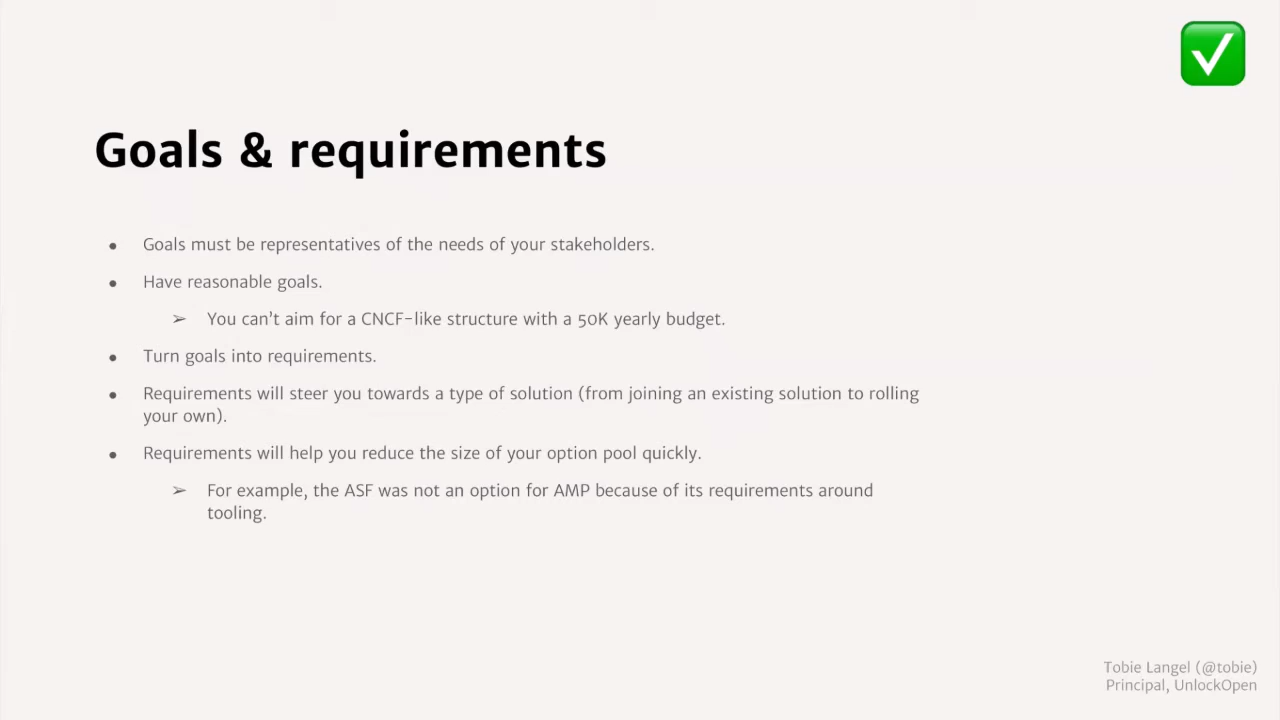 Goals & requirements
● Goals must be representatives of the needs of your stakeholders.
● Have reasonable goals.
➢ You can’t aim for a CNCF-like structure with a 50K yearly budget.
● Turn goals into requirements.
● Requirements will steer you towards a type of solution (from joining an existing solution to rolling
your own).
● Requirements will help you reduce the size of your option pool quickly.
➢ For example, the ASF was not an option for AMP because of its requirements around
tooling.
Tobie Langel (@tobie)
Principal, UnlockOpen